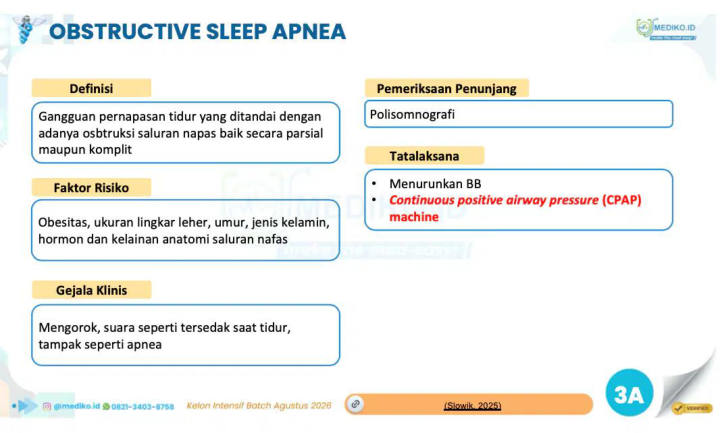 OBSTRUCTIVE SLEEP APNEA
MEDIKO.ID
Definisi
Gangguan pernapasan tidur yang ditandai dengan
adanya osbtruksi saluran napas baik secara parsial
maupun komplit
Faktor Risiko
Obesitas, ukuran lingkar leher, umur, jenis kelamin,
hormon dan kelainan anatomi saluran nafas
Gejala Klinis
Mengorok, suara seperti tersedak saat tidur,
tampak seperti apnea
Pemeriksaan Penunjang
Polisomnografi
Tatalaksana
• Menurunkan BB
• Continuous positive airway pressure (CPAP)
machine
@mediko.id 0821-3403-8758 Kelon Intensif Batch Agustus 2026
(Slowik, 2025)
3A
VERIFIED